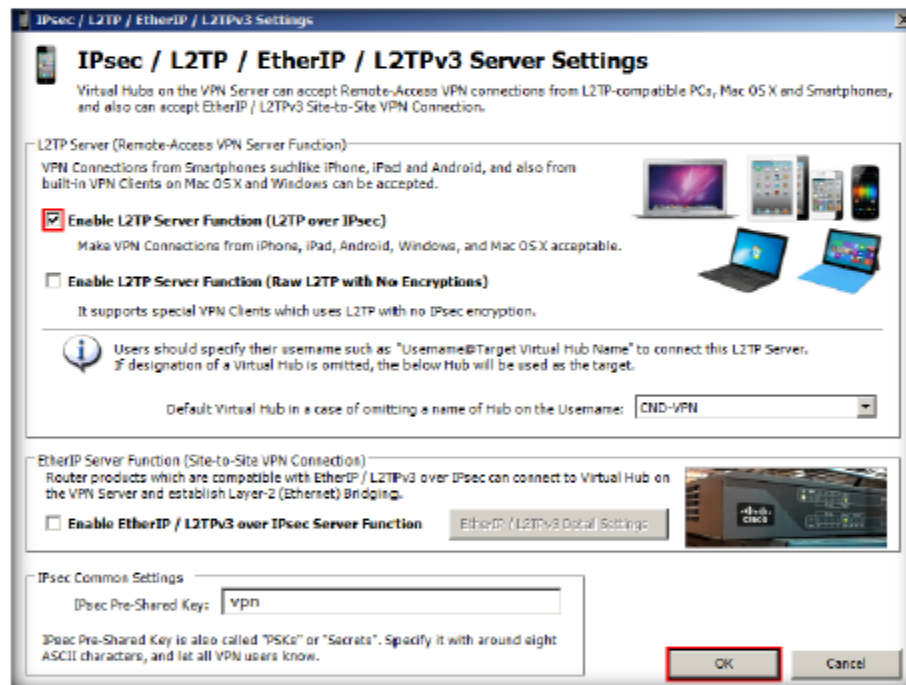 IPsec / L2TP / EtherIP / L2TPv3 Settings
IPsec / L2TP / EtherIP / L2TPv3 Server Settings
Virtual Hubs on the VPN Server can accept Remote-Access VPN connections from L2TP-compatible PCs, Mac OS X and Smartphones,
and also can accept EtherIP / L2TPv3 Site-to-Site VPN Connection.
L2TP Server (Remote-Access VPN Server Function)
VPN Connections from Smartphones suchlike iPhone, iPad and Android, and also from
built-in VPN Clients on Mac OS X and Windows can be accepted.
Enable L2TP Server Function (L2TP over IPsec)
Make VPN Connections from iPhone, iPad, Android, Windows, and Mac OS X acceptable.
Enable L2TP Server Function (Raw L2TP with No Encryptions)
It supports special VPN Clients which uses L2TP with no IPsec encryption.
Users should specify their username such as "Username@Target Virtual Hub Name" to connect this L2TP Server.
If designation of a Virtual Hub is omitted, the below Hub will be used as the target.
Default Virtual Hub in a case of omitting a name of Hub on the Username: CND-VPN
EtherIP Server Function (Site-to-Site VPN Connection)
Router products which are compatible with EtherIP / L2TPv3 over IPsec can connect to Virtual Hub on
the VPN Server and establish Layer-2 (Ethernet) Bridging.
Enable EtherIP / L2TPv3 over IPsec Server Function EtherIP / L2TPv3 Detail Settings
CISCO
IPsec Common Settings
IPsec Pre-Shared Key: vpn
IPsec Pre-Shared Key is also called "PSKs" or "Secrets". Specify it with around eight
ASCII characters, and let all VPN users know.
OK Cancel